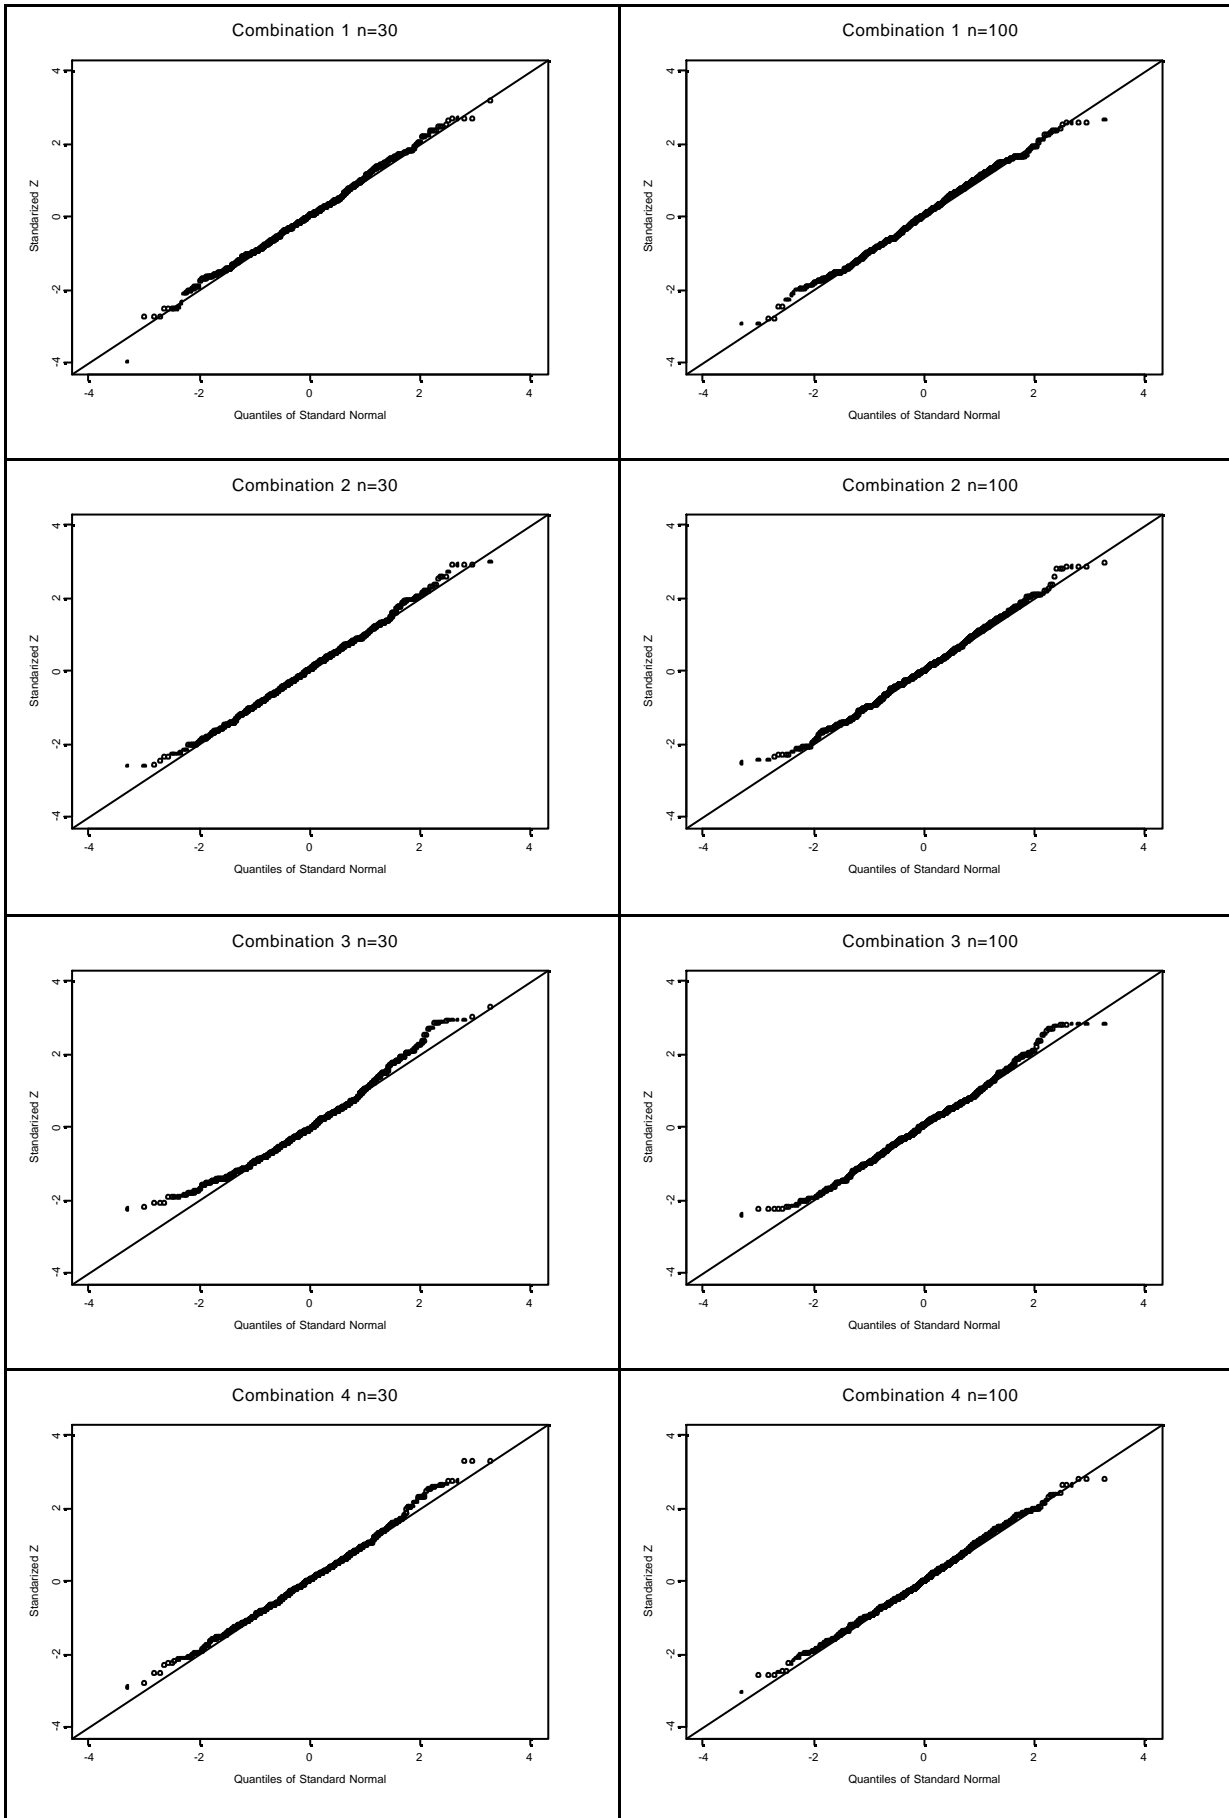 Combination 1 n=30
4
2
0
-2
-4
Standarized Z
-4 -2 0 2 4
Quantiles of Standard Normal
Combination 1 n=100
4
2
0
-2
-4
Standarized Z
-4 -2 0 2 4
Quantiles of Standard Normal
Combination 2 n=30
4
2
0
-2
-4
Standarized Z
-4 -2 0 2 4
Quantiles of Standard Normal
Combination 2 n=100
4
2
0
-2
-4
Standarized Z
-4 -2 0 2 4
Quantiles of Standard Normal
Combination 3 n=30
4
2
0
-2
-4
Standarized Z
-4 -2 0 2 4
Quantiles of Standard Normal
Combination 3 n=100
4
2
0
-2
-4
Standarized Z
-4 -2 0 2 4
Quantiles of Standard Normal
Combination 4 n=30
4
2
0
-2
-4
Standarized Z
-4 -2 0 2 4
Quantiles of Standard Normal
Combination 4 n=100
4
2
0
-2
-4
Standarized Z
-4 -2 0 2 4
Quantiles of Standard Normal